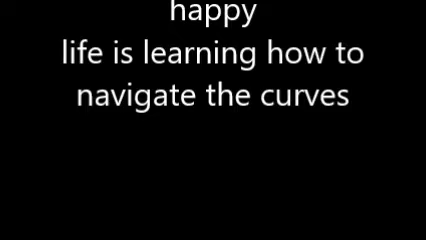 happy
life is learning how to
navigate the curves